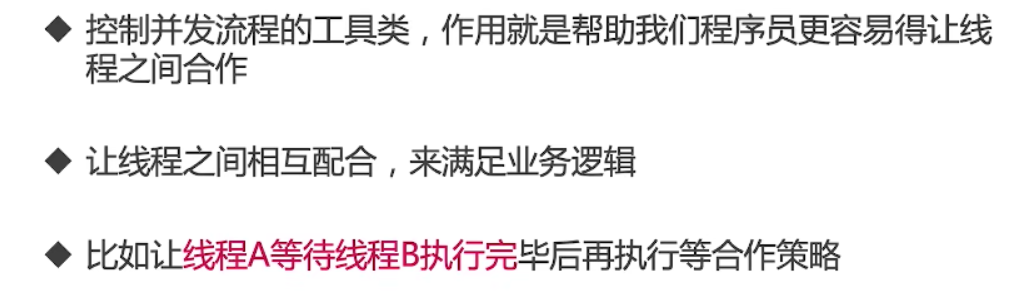 ◆ 控制并发流程的工具类，作用就是帮助我们程序员更容易得让线
程之间合作
◆ 让线程之间相互配合，来满足业务逻辑
◆ 比如让线程A等待线程B执行完毕后再执行等合作策略